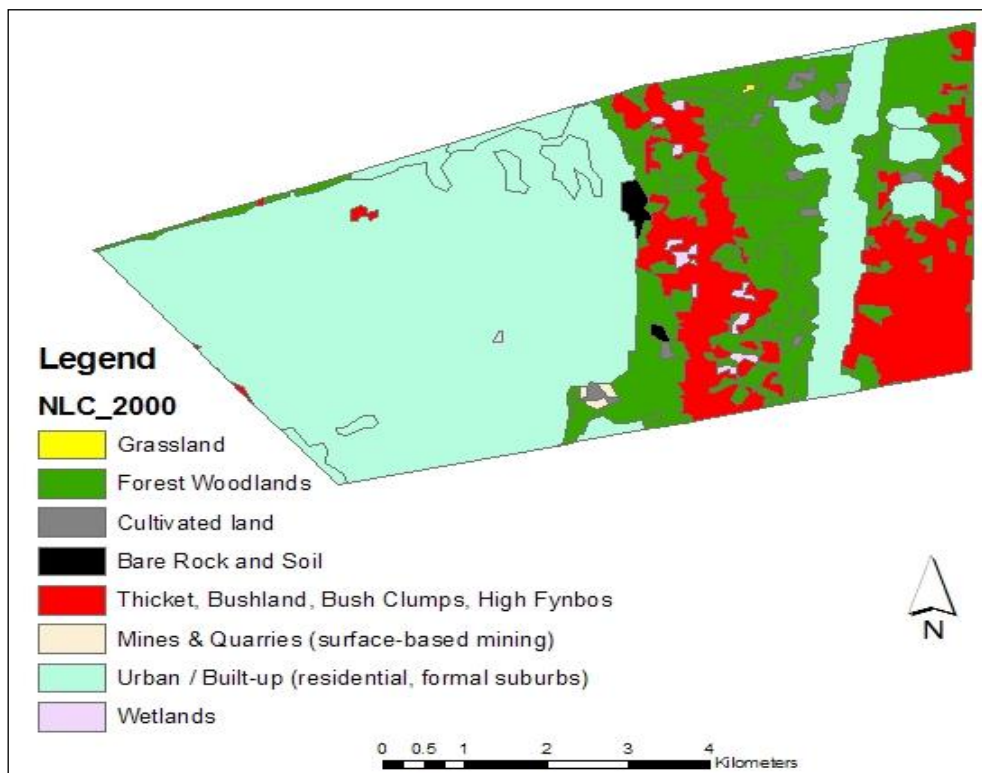 Legend
NLC_2000
Grassland
Forest Woodlands
Cultivated land
Bare Rock and Soil
Thicket, Bushland, Bush Clumps, High Fynbos
Mines & Quarries (surface-based mining)
Urban / Built-up (residential, formal suburbs)
Wetlands
N
0 0.5 1 2 3 4
Kilometers